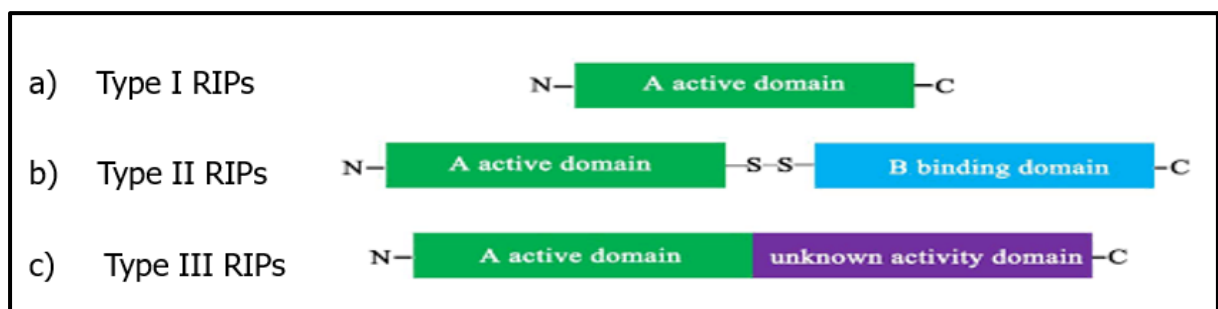 a) Type I RIPs N– A active domain –C
b) Type II RIPs N– A active domain –S–S– B binding domain –C
c) Type III RIPs N– A active domain unknown activity domain –C